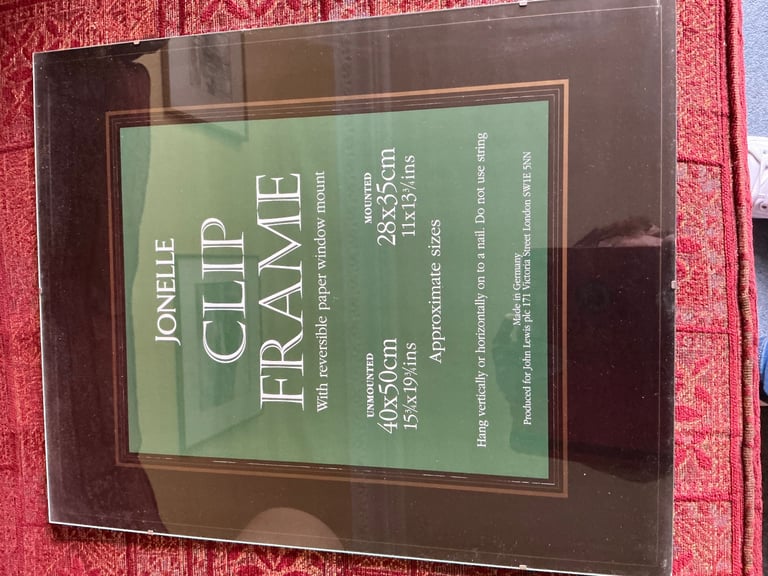 JONELLE
CLIP
FRAME
With reversible paper window mount
UNMOUNTED
40x50cm
15¾x19¾ins
MOUNTED
28x35cm
11x13¾ins
Approximate sizes
Hang vertically or horizontally on to a nail. Do not use string
Made in Germany
Produced for John Lewis plc 171 Victoria Street London SW1E 5NN